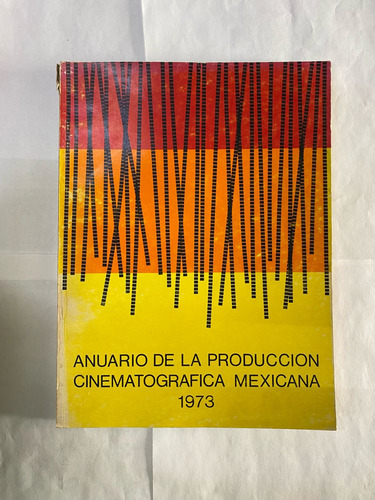 ANUARIO DE LA PRODUCCION
CINEMATOGRAFICA MEXICANA
1973